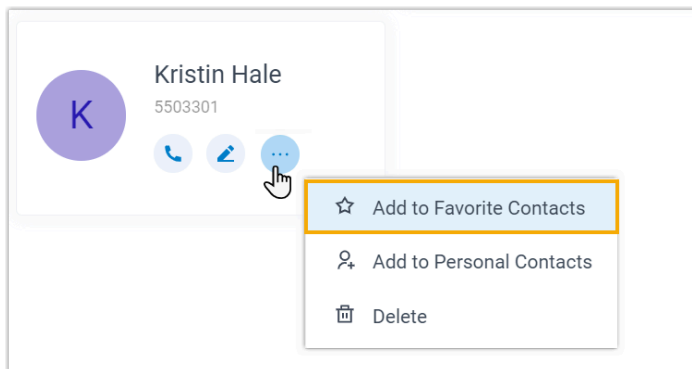 K
Kristin Hale
5503301
Add to Favorite Contacts
Add to Personal Contacts
Delete